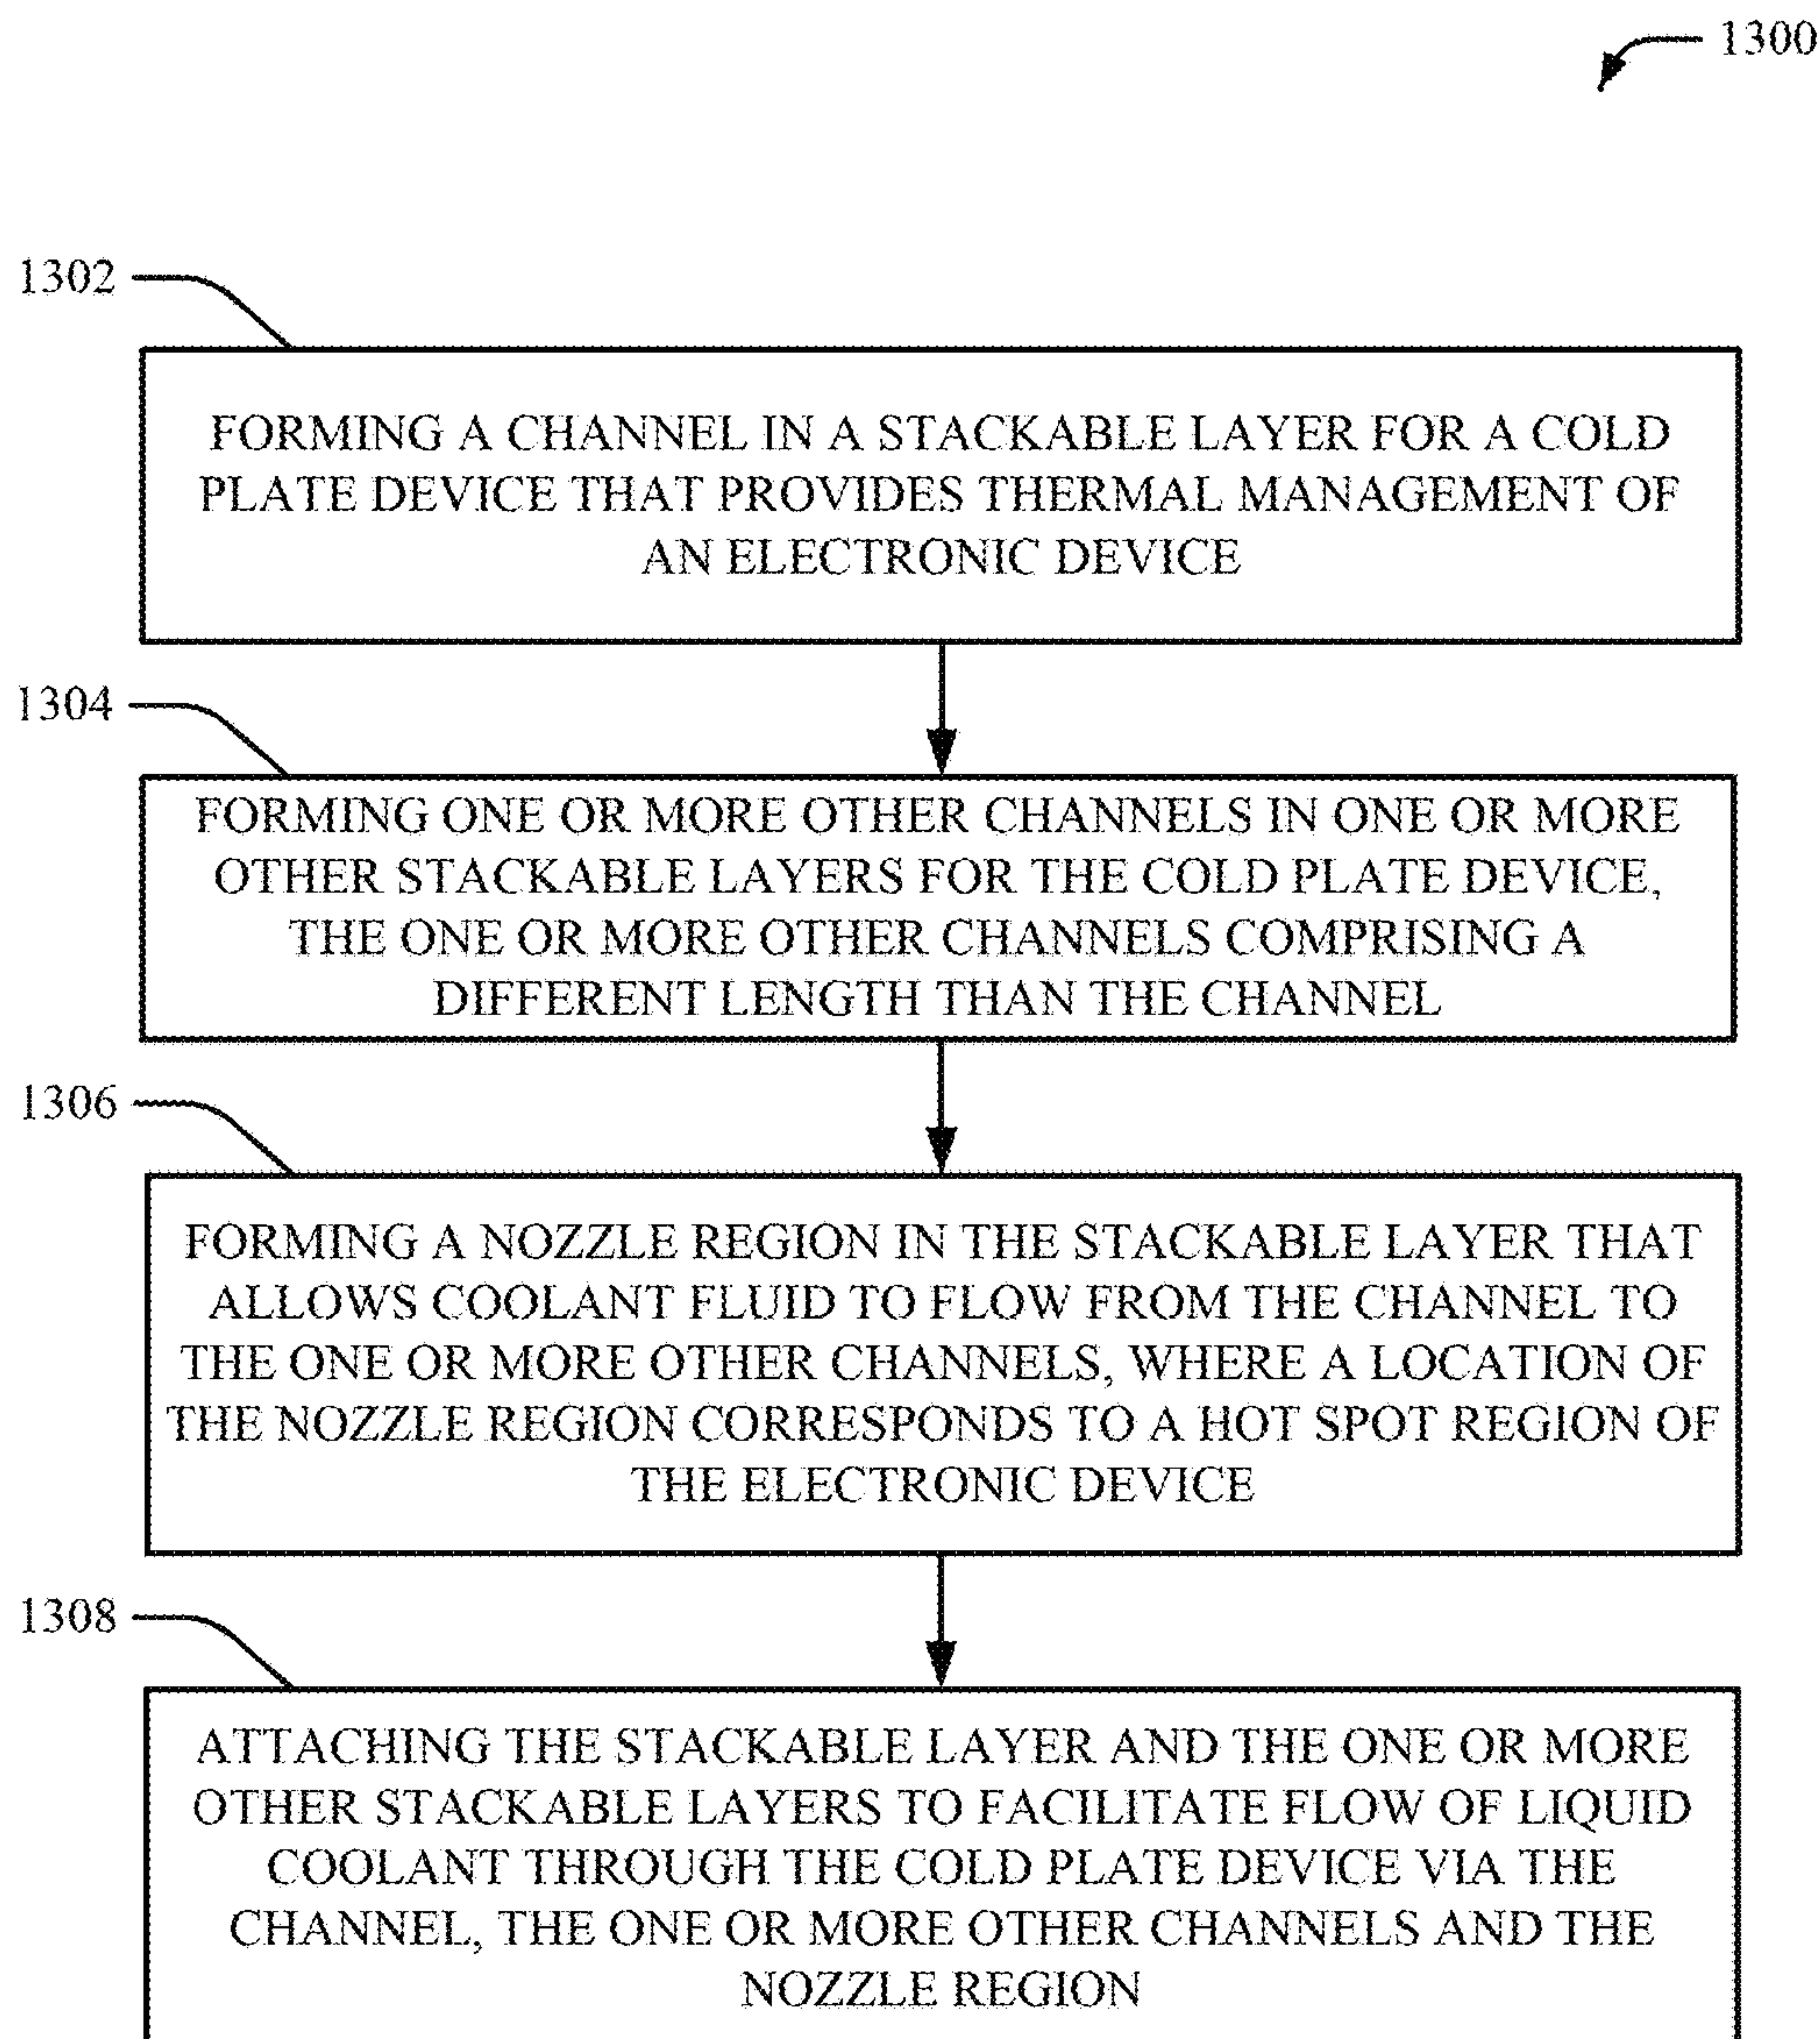 1300
1302
FORMING A CHANNEL IN A STACKABLE LAYER FOR A COLD
PLATE DEVICE THAT PROVIDES THERMAL MANAGEMENT OF
AN ELECTRONIC DEVICE
1304
FORMING ONE OR MORE OTHER CHANNELS IN ONE OR MORE
OTHER STACKABLE LAYERS FOR THE COLD PLATE DEVICE,
THE ONE OR MORE OTHER CHANNELS COMPRISING A
DIFFERENT LENGTH THAN THE CHANNEL
1306
FORMING A NOZZLE REGION IN THE STACKABLE LAYER THAT
ALLOWS COOLANT FLUID TO FLOW FROM THE CHANNEL TO
THE ONE OR MORE OTHER CHANNELS, WHERE A LOCATION OF
THE NOZZLE REGION CORRESPONDS TO A HOT SPOT REGION OF
THE ELECTRONIC DEVICE
1308
ATTACHING THE STACKABLE LAYER AND THE ONE OR MORE
OTHER STACKABLE LAYERS TO FACILITATE FLOW OF LIQUID
COOLANT THROUGH THE COLD PLATE DEVICE VIA THE
CHANNEL, THE ONE OR MORE OTHER CHANNELS AND THE
NOZZLE REGION